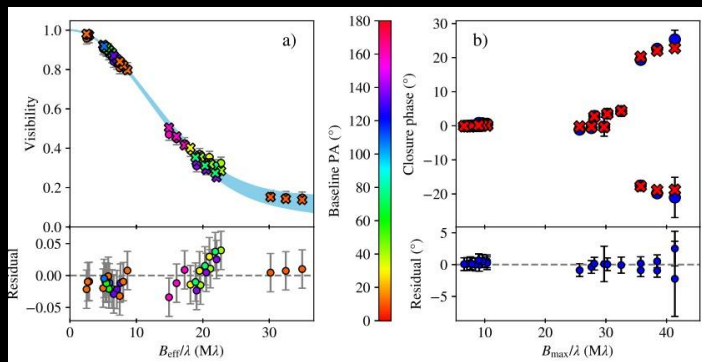 a)
1.0
0.8
0.6
0.4
0.2
0.0
Visibility
0.05
0.00
−0.05
Residual
0 10 20 30
B_eff/λ (Mλ)
180
160
140
120
100
80
60
40
20
0
Baseline PA (°)
b)
30
20
10
0
−10
−20
Closure phase (°)
5
0
−5
Residual (°)
10 20 30 40
B_max/λ (Mλ)